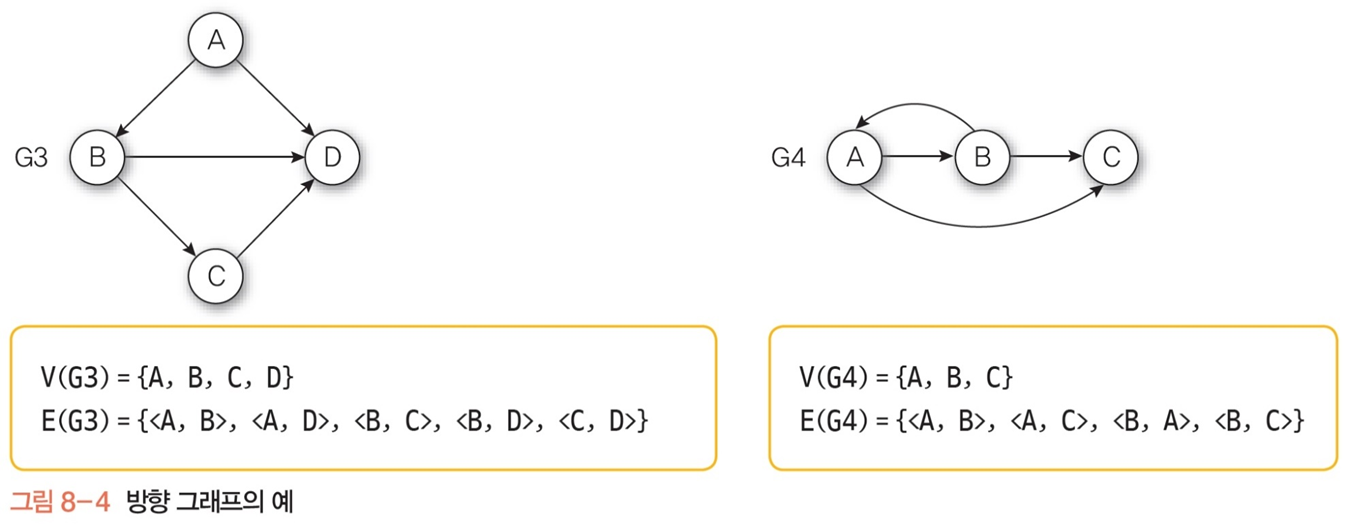 A
G3 B D
C
G4 A B C
V(G3) = {A, B, C, D}
E(G3) = {<A, B>, <A, D>, <B, C>, <B, D>, <C, D>}
V(G4) = {A, B, C}
E(G4) = {<A, B>, <A, C>, <B, A>, <B, C>}
그림 8-4 방향 그래프의 예